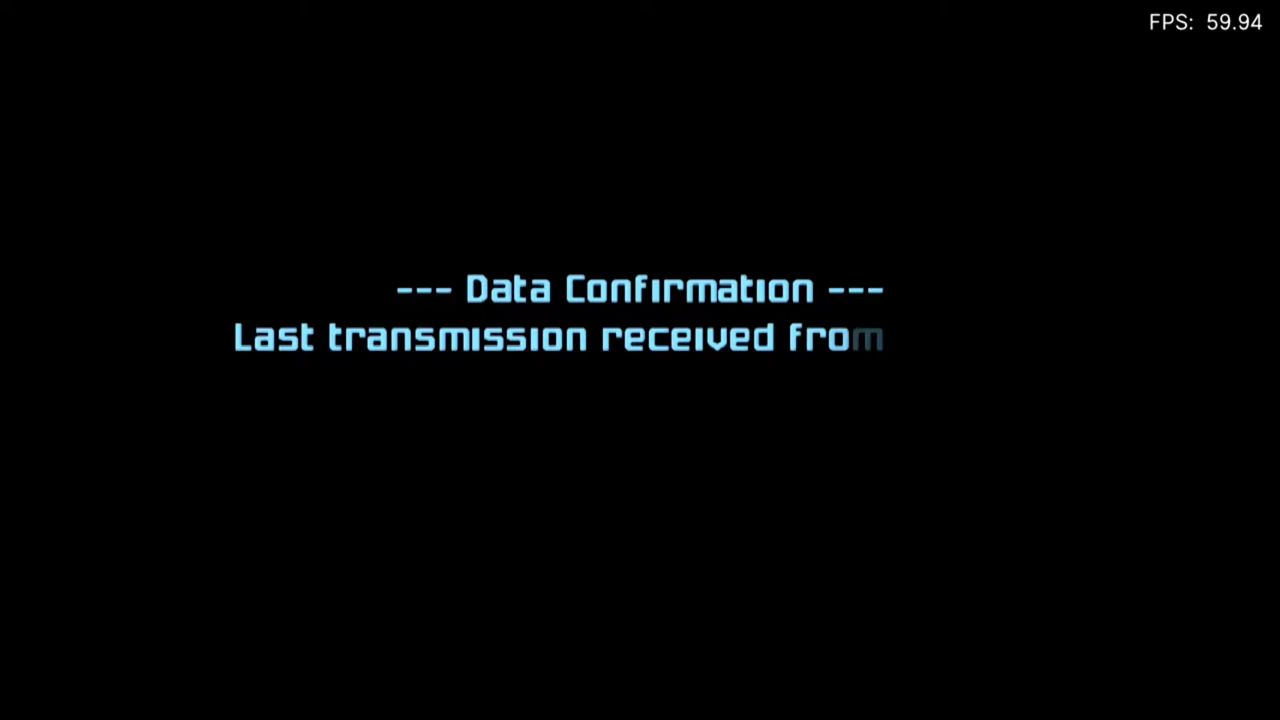 FPS: 59.94
--- Data Confirmation ---
Last transmission received from